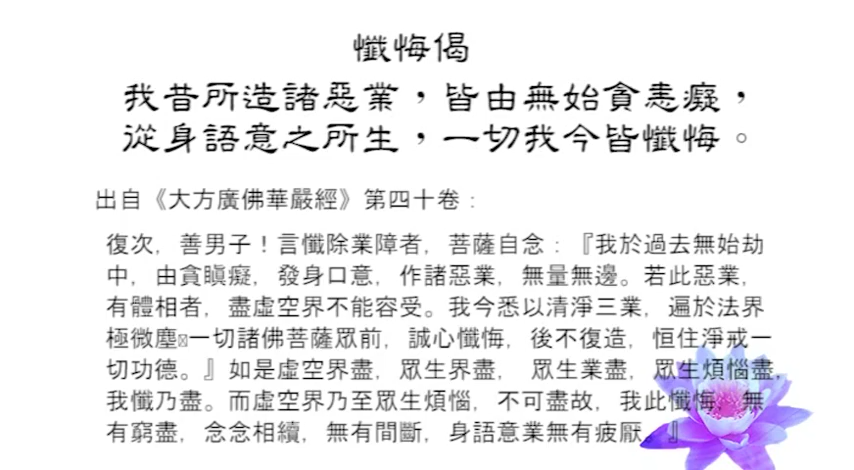 懺悔偈
我昔所造諸惡業，皆由無始貪恚癡，
從身語意之所生，一切我今皆懺悔。
出自《大方廣佛華嚴經》第四十卷：
復次，善男子！言懺除業障者，菩薩自念：『我於過去無始劫
中，由貪瞋癡，發身口意，作諸惡業，無量無邊。若此惡業，
有體相者，盡虛空界不能容受。我今悉以清淨三業，遍於法界
極微塵一切諸佛菩薩眾前，誠心懺悔，後不復造，恒住淨戒一
切功德。』如是虛空界盡，眾生界盡， 眾生業盡，眾生煩惱盡，
我懺乃盡。而虛空界乃至眾生煩惱，不可盡故，我此懺悔，無
有窮盡，念念相續，無有間斷，身語意業無有疲厭。』